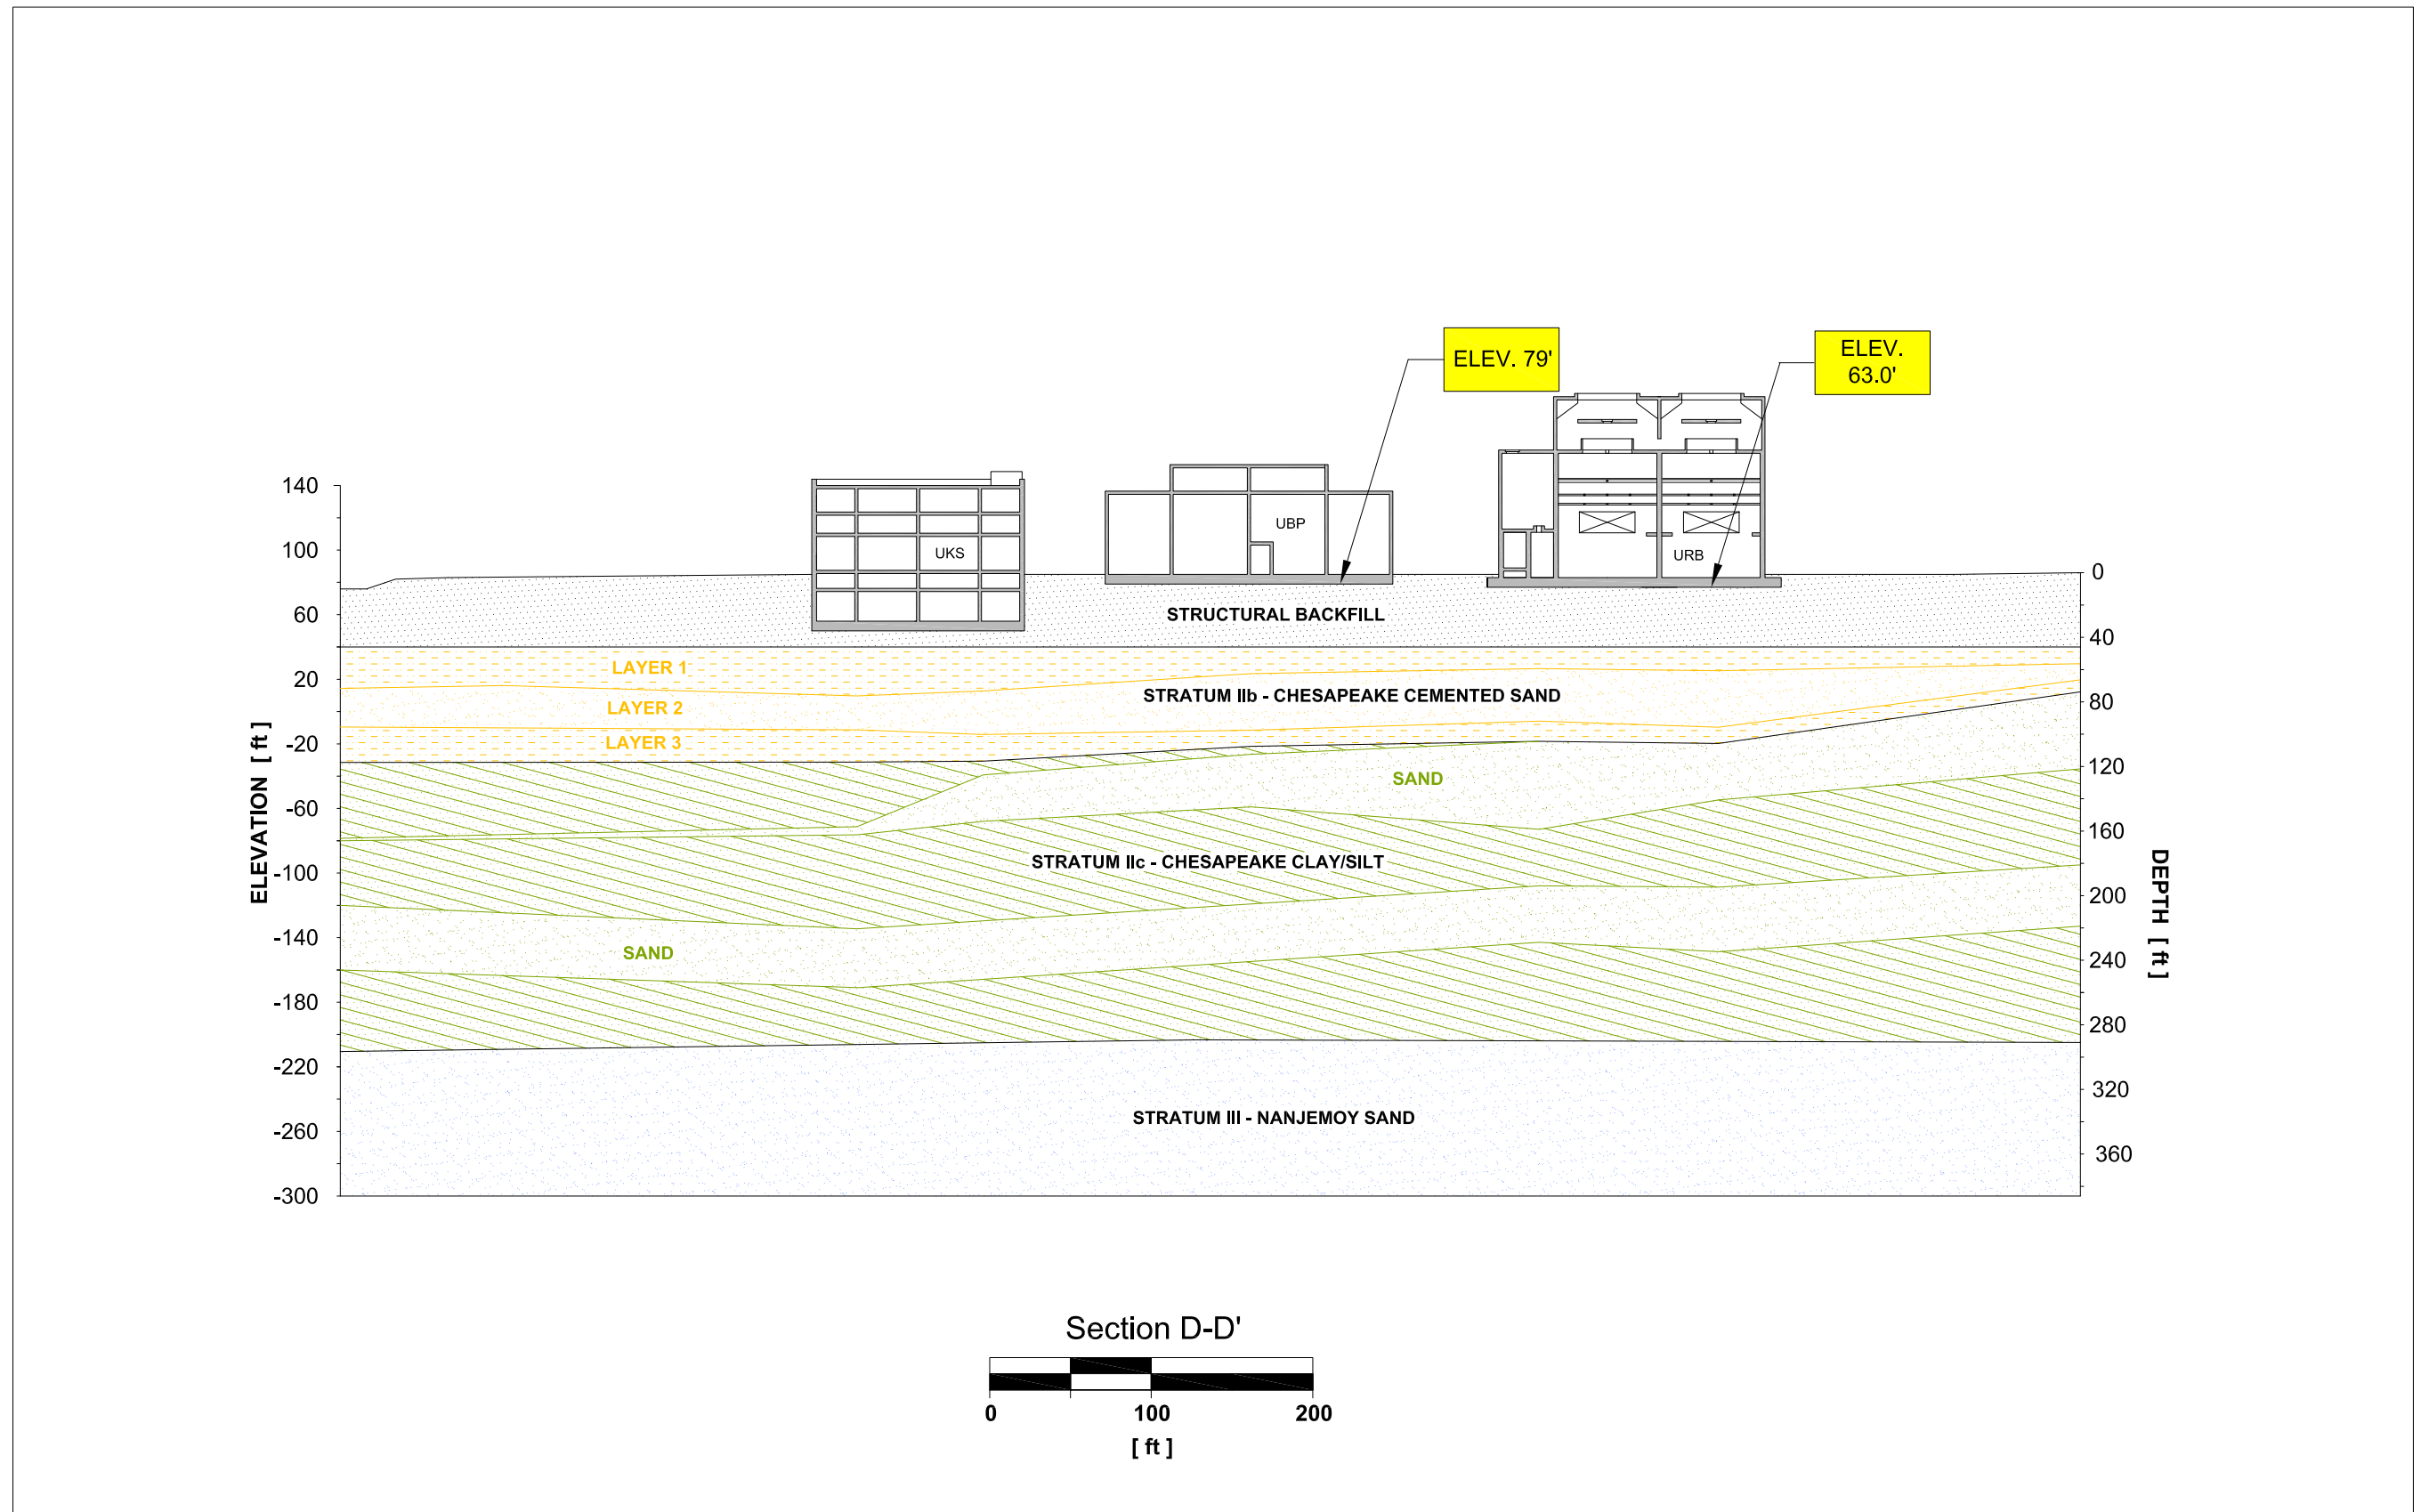 ELEV. 79'
ELEV.
63.0'
140
100
60
20
-20
-60
-100
-140
-180
-220
-260
-300
ELEVATION [ ft ]
UKS
UBP
URB
STRUCTURAL BACKFILL
LAYER 1
STRATUM IIb - CHESAPEAKE CEMENTED SAND
LAYER 2
LAYER 3
SAND
STRATUM IIc - CHESAPEAKE CLAY/SILT
SAND
STRATUM III - NANJEMOY SAND
0
40
80
120
160
200
240
280
320
360
DEPTH [ ft ]
Section D-D'
0 100 200
[ ft ]